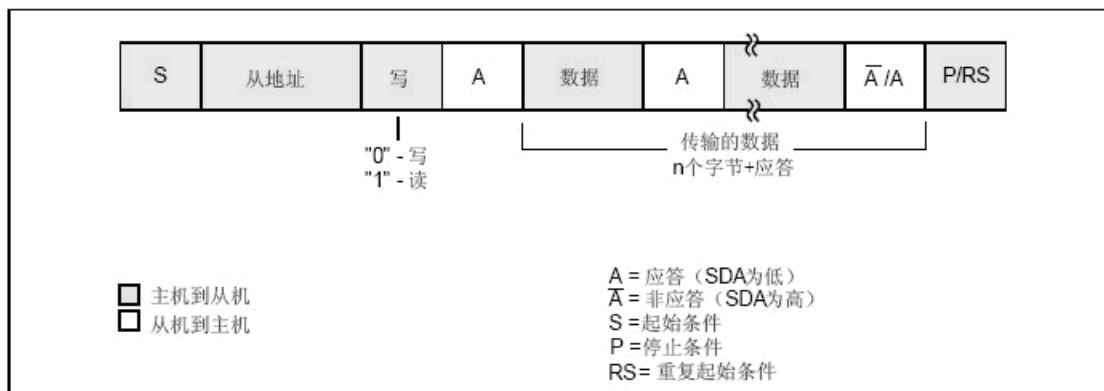 S 从地址 写 A 数据 A 数据 A̅/A P/RS
"0" - 写
"1" - 读
传输的数据
n个字节+应答
主机到从机
从机到主机
A = 应答（SDA为低）
A̅ = 非应答（SDA为高）
S =起始条件
P =停止条件
RS= 重复起始条件